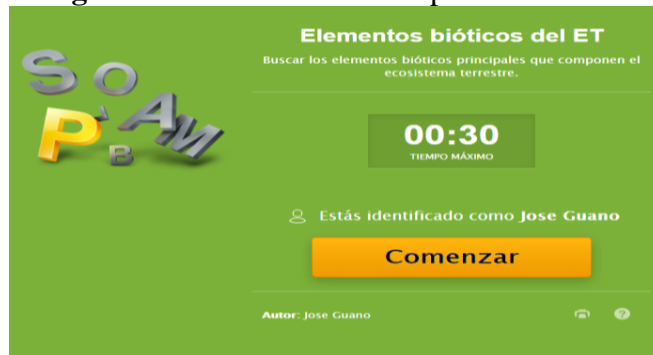 Elementos bióticos del ET
Buscar los elementos bióticos principales que componen el
ecosistema terrestre.
S O A M
P B
00:30
TIEMPO MÁXIMO
Estás identificado como Jose Guano
Comenzar
Autor: Jose Guano
?